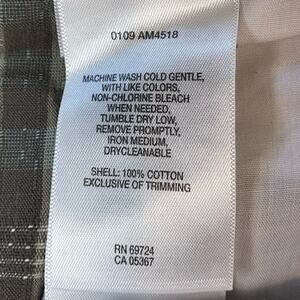 0109 AM4518
MACHINE WASH COLD GENTLE,
WITH LIKE COLORS,
NON-CHLORINE BLEACH
WHEN NEEDED,
TUMBLE DRY LOW,
REMOVE PROMPTLY,
IRON MEDIUM,
DRYCLEANABLE
SHELL: 100% COTTON
EXCLUSIVE OF TRIMMING
RN 69724
CA 05367